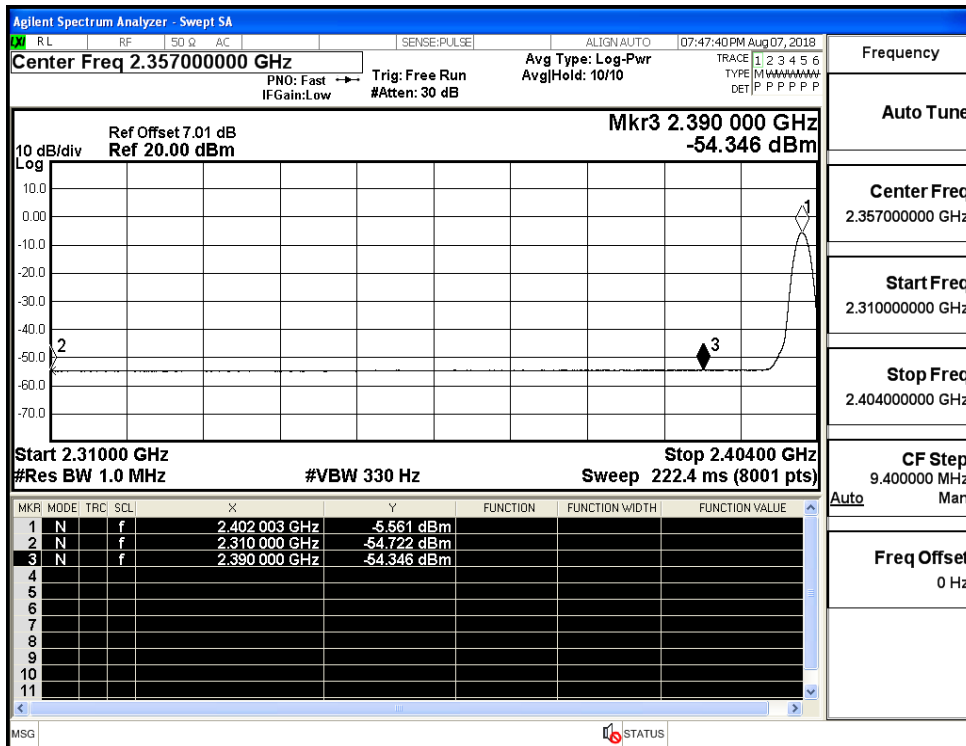 Agilent Spectrum Analyzer - Swept SA
LXI RL RF 50 Ω AC SENSE:PULSE ALIGN AUTO 07:47:40 PM Aug 07, 2018
Center Freq 2.357000000 GHz
PNO: Fast
IFGain:Low
Trig: Free Run
#Atten: 30 dB
Avg Type: Log-Pwr
Avg|Hold: 10/10
TRACE 1 2 3 4 5 6
TYPE M WWWWW
DET P P P P P P
Ref Offset 7.01 dB
Ref 20.00 dBm
10 dB/div
Log
Mkr3 2.390 000 GHz
-54.346 dBm
10.0
0.00
-10.0
-20.0
-30.0
-40.0
-50.0
-60.0
-70.0
1
2
3
Start 2.31000 GHz Stop 2.40400 GHz
#Res BW 1.0 MHz #VBW 330 Hz Sweep 222.4 ms (8001 pts)
MKR MODE TRC SCL X Y FUNCTION FUNCTION WIDTH FUNCTION VALUE
1 N f 2.402 003 GHz -5.561 dBm
2 N f 2.310 000 GHz -54.722 dBm
3 N f 2.390 000 GHz -54.346 dBm
4
5
6
7
8
9
10
11
MSG STATUS
Frequency
Auto Tune
Center Freq
2.357000000 GHz
Start Freq
2.310000000 GHz
Stop Freq
2.404000000 GHz
CF Step
9.400000 MHz
Auto Man
Freq Offset
0 Hz